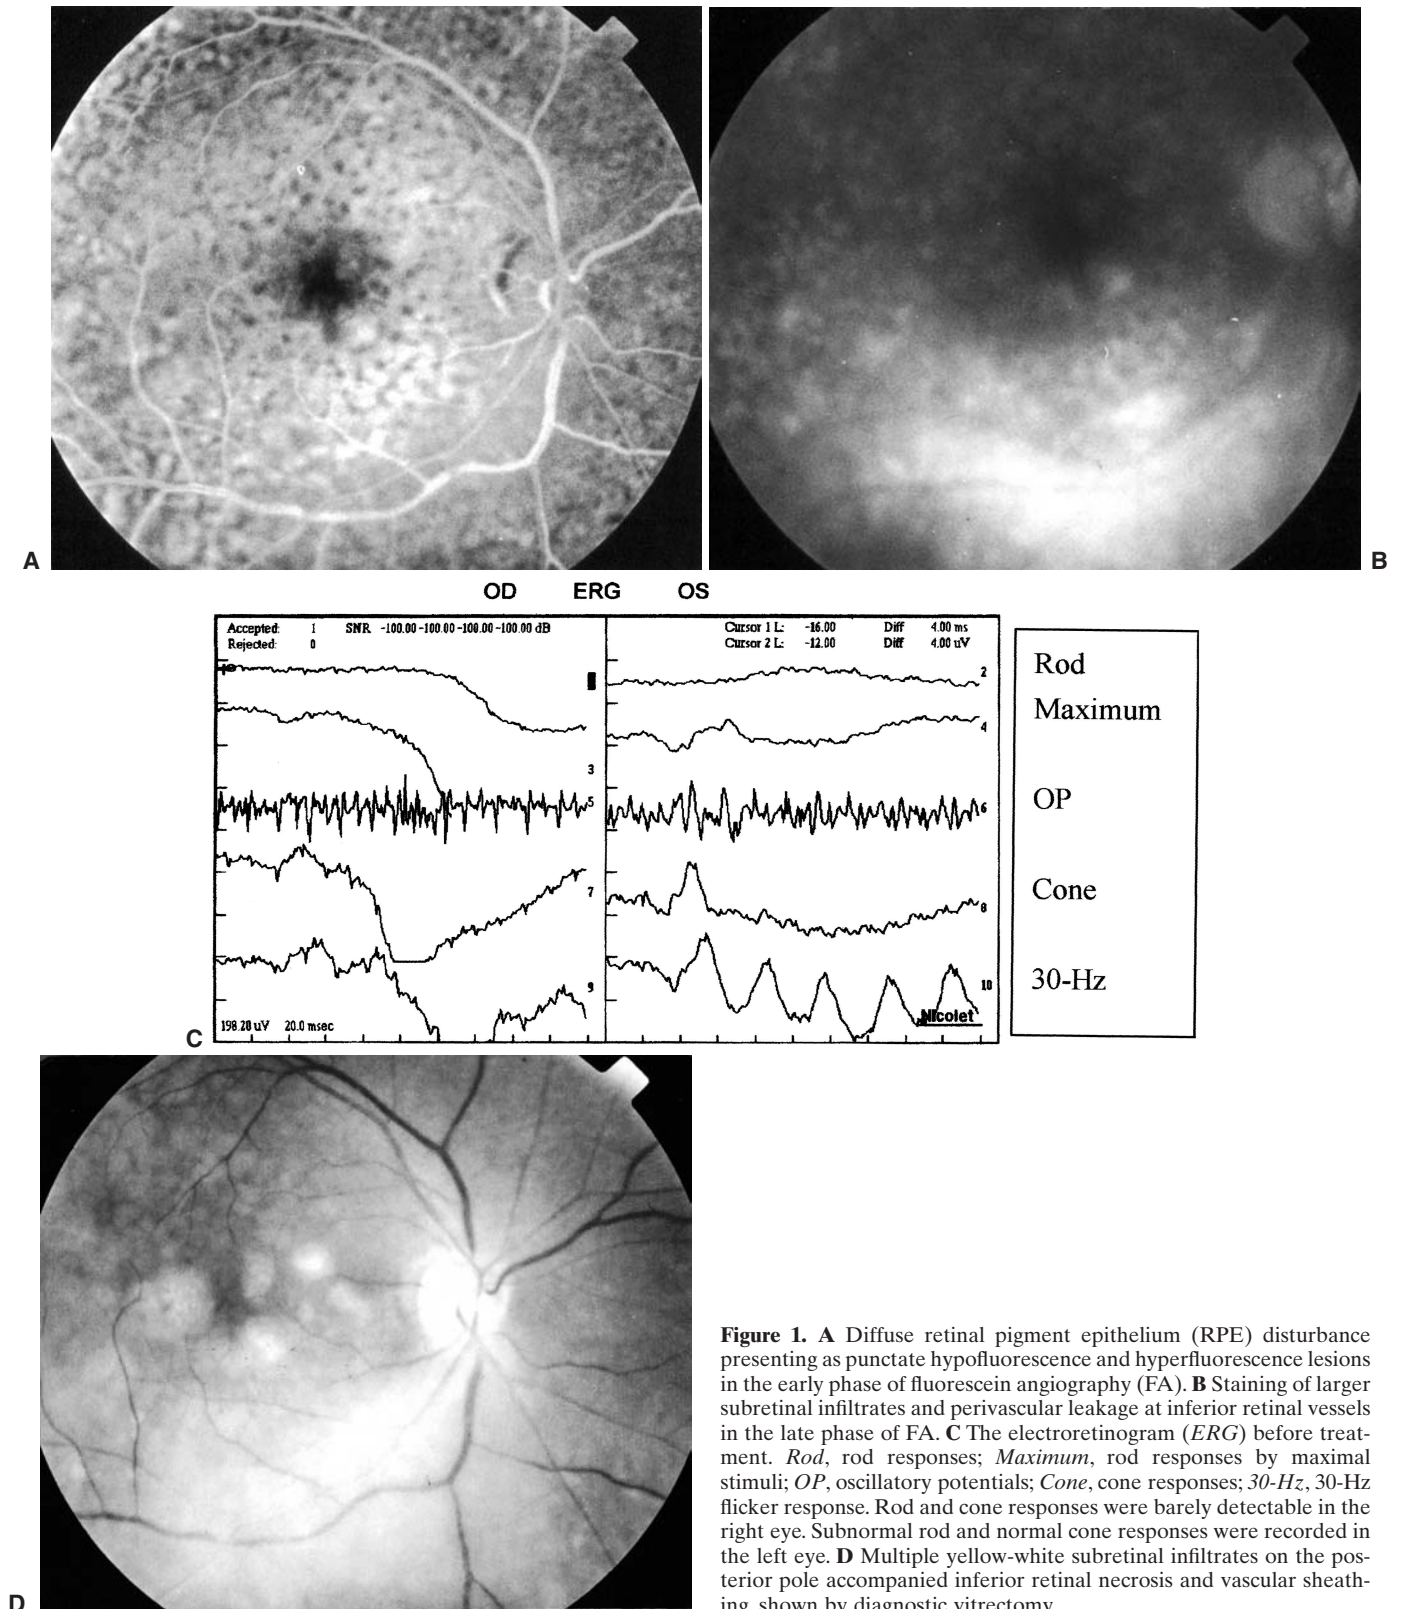 A
B
OD ERG OS
Accepted: 1 SNR -100.00 -100.00 -100.00 -100.00 dB
Rejected: 0
Cursor 1 L: -16.00 Diff 4.00 ms
Cursor 2 L: -12.00 Diff 4.00 uV
2
4
3
5
6
7
8
9
10
198.20 uV 20.0 msec
Nicolet
Rod
Maximum
OP
Cone
30-Hz
C
D
Figure 1. A Diffuse retinal pigment epithelium (RPE) disturbance
presenting as punctate hypofluorescence and hyperfluorescence lesions
in the early phase of fluorescein angiography (FA). B Staining of larger
subretinal infiltrates and perivascular leakage at inferior retinal vessels
in the late phase of FA. C The electroretinogram (ERG) before treat-
ment. Rod, rod responses; Maximum, rod responses by maximal
stimuli; OP, oscillatory potentials; Cone, cone responses; 30-Hz, 30-Hz
flicker response. Rod and cone responses were barely detectable in the
right eye. Subnormal rod and normal cone responses were recorded in
the left eye. D Multiple yellow-white subretinal infiltrates on the pos-
terior pole accompanied inferior retinal necrosis and vascular sheath-
ing, shown by diagnostic vitrectomy.